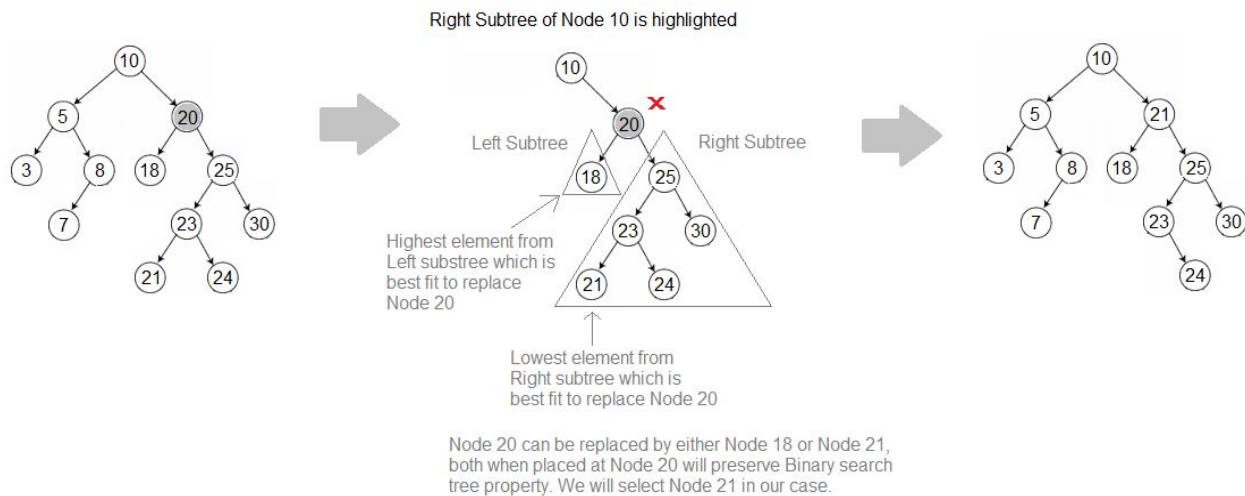 Right Subtree of Node 10 is highlighted
10
5
20
3
8
18
25
7
23
30
21
24
10
20
Left Subtree
Right Subtree
18
25
23
30
21
24
Highest element from
Left substree which is
best fit to replace
Node 20
Lowest element from
Right subtree which is
best fit to replace Node 20
Node 20 can be replaced by either Node 18 or Node 21,
both when placed at Node 20 will preserve Binary search
tree property. We will select Node 21 in our case.
10
5
21
3
8
18
25
7
23
30
24